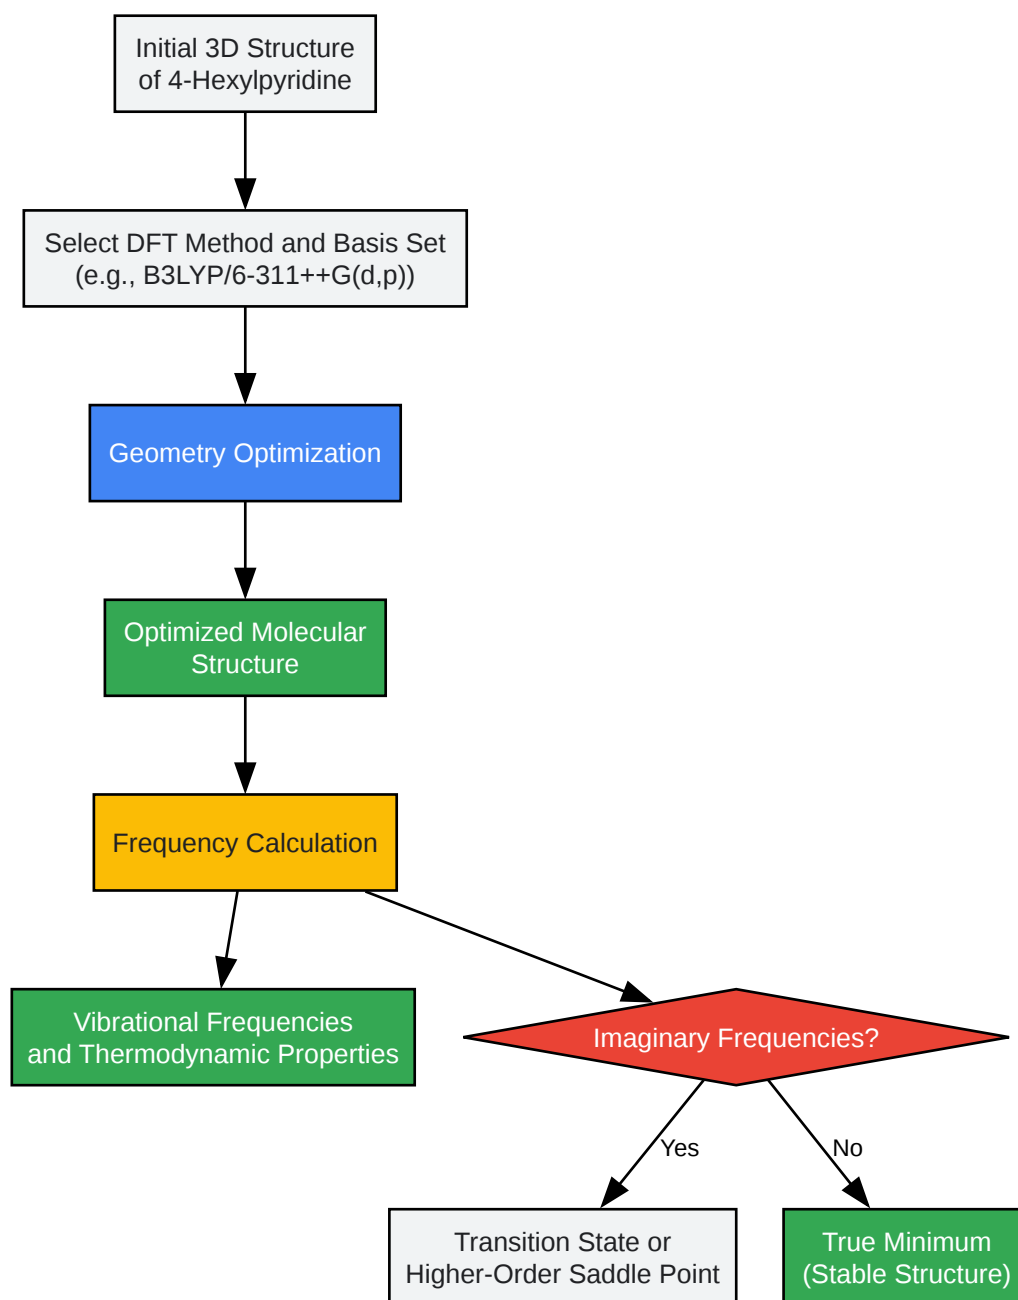 Initial 3D Structure
of 4-Hexylpyridine
Select DFT Method and Basis Set
(e.g., B3LYP/6-311++G(d,p))
Geometry Optimization
Optimized Molecular
Structure
Frequency Calculation
Vibrational Frequencies
and Thermodynamic Properties
Imaginary Frequencies?
Yes
No
Transition State or
Higher-Order Saddle Point
True Minimum
(Stable Structure)